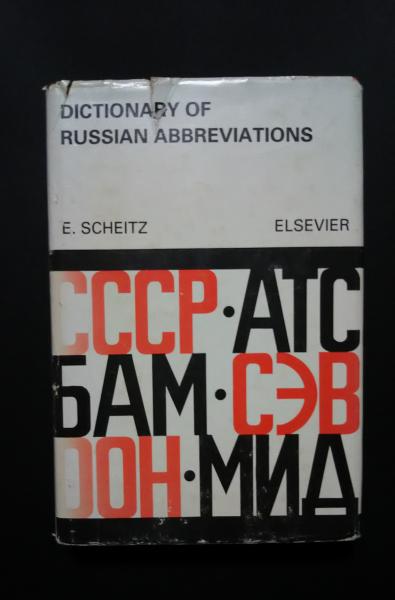 DICTIONARY OF
RUSSIAN ABBREVIATIONS
E. SCHEITZ ELSEVIER
СССР·АТС
БАМ·СЭВ
ООН·МИД